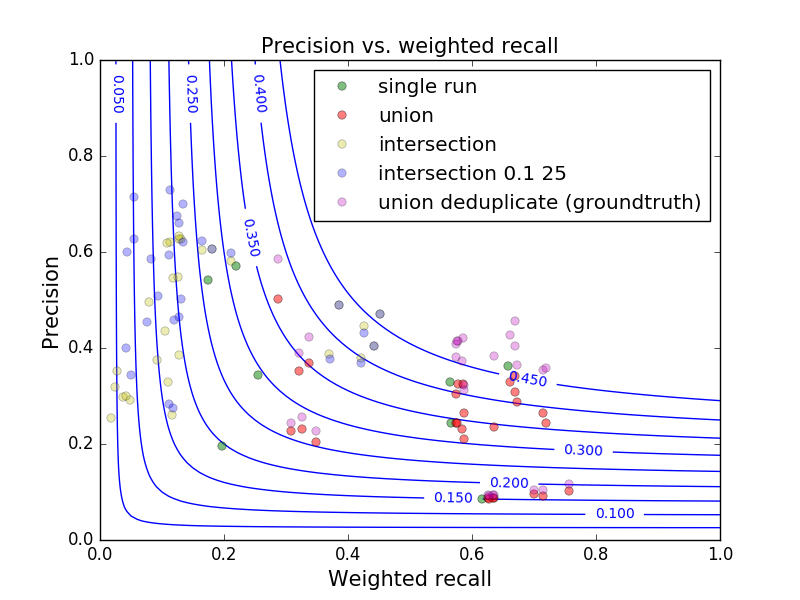 Precision vs. weighted recall
1.0
0.8
0.6
0.4
0.2
0.0
Precision
0.050
0.250
0.400
0.350
0.450
0.300
0.200
0.150
0.100
single run
union
intersection
intersection 0.1 25
union deduplicate (groundtruth)
0.0 0.2 0.4 0.6 0.8 1.0
Weighted recall